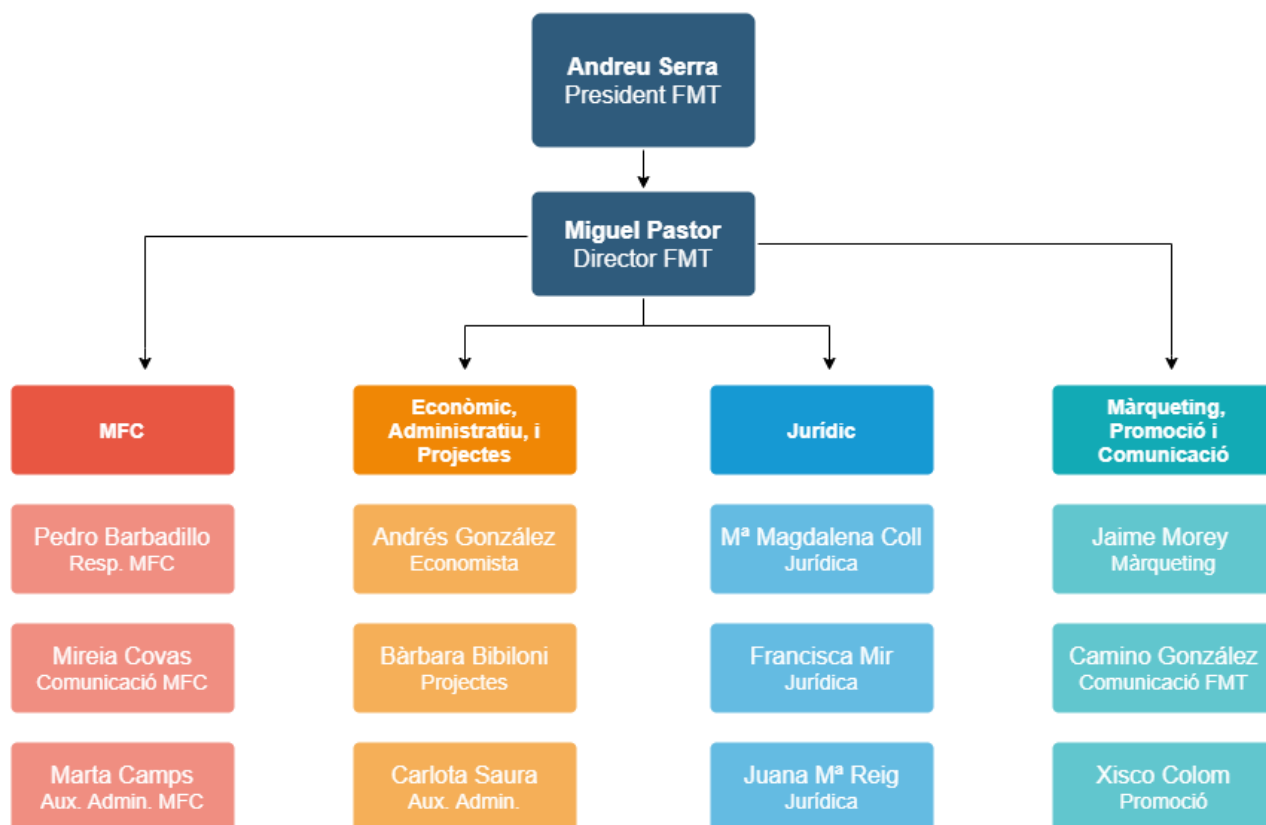 Andreu Serra
President FMT
Miguel Pastor
Director FMT
MFC
Econòmic,
Administratiu, i
Projectes
Jurídic
Màrqueting,
Promoció i
Comunicació
Pedro Barbadillo
Resp. MFC
Andrés González
Economista
Mª Magdalena Coll
Jurídica
Jaime Morey
Màrqueting
Mireia Covas
Comunicació MFC
Bàrbara Bibiloni
Projectes
Francisca Mir
Jurídica
Camino González
Comunicació FMT
Marta Camps
Aux. Admin. MFC
Carlota Saura
Aux. Admin.
Juana Mª Reig
Jurídica
Xisco Colom
Promoció